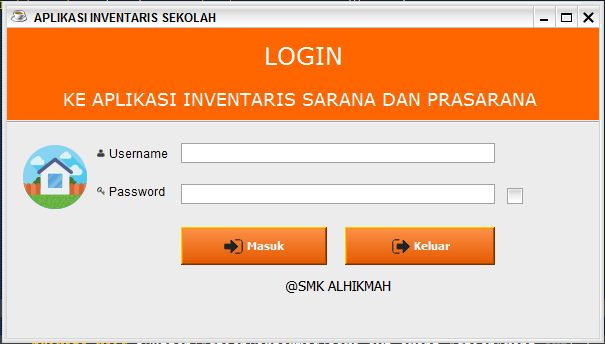 APLIKASI INVENTARIS SEKOLAH
LOGIN
KE APLIKASI INVENTARIS SARANA DAN PRASARANA
Username
Password
Masuk Keluar
@SMK ALHIKMAH